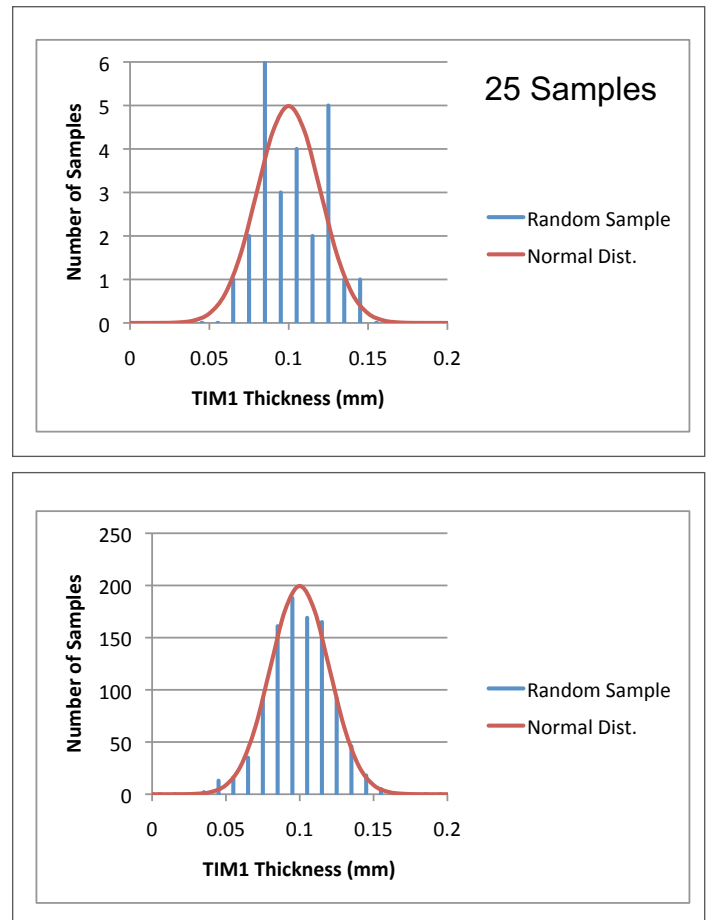 25 Samples
Number of Samples
6
5
4
3
2
1
0
0 0.05 0.1 0.15 0.2
TIM1 Thickness (mm)
Random Sample
Normal Dist.
Number of Samples
250
200
150
100
50
0
0 0.05 0.1 0.15 0.2
TIM1 Thickness (mm)
Random Sample
Normal Dist.